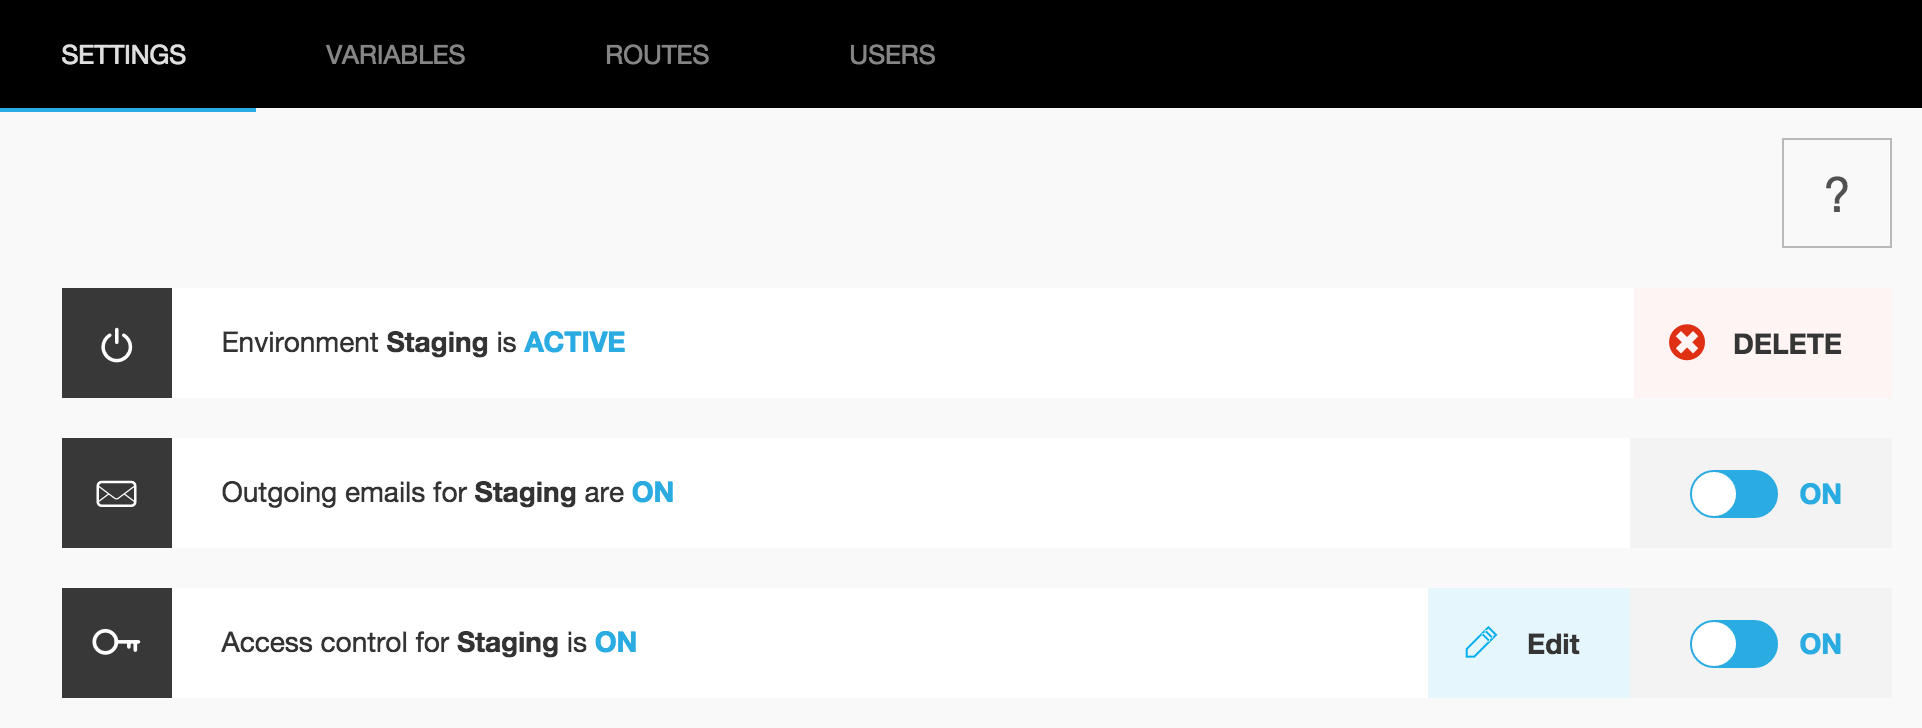 SETTINGS VARIABLES ROUTES USERS
?
Environment Staging is ACTIVE DELETE
Outgoing emails for Staging are ON ON
Access control for Staging is ON Edit ON